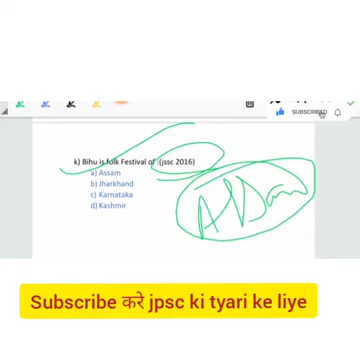 SUBSCRIBED
k) Bihu is folk Festival of :(jssc 2016)
a) Assam
b) Jharkhand
c) Karnataka
d) Kashmir
Assam
Subscribe करे jpsc ki tyari ke liye